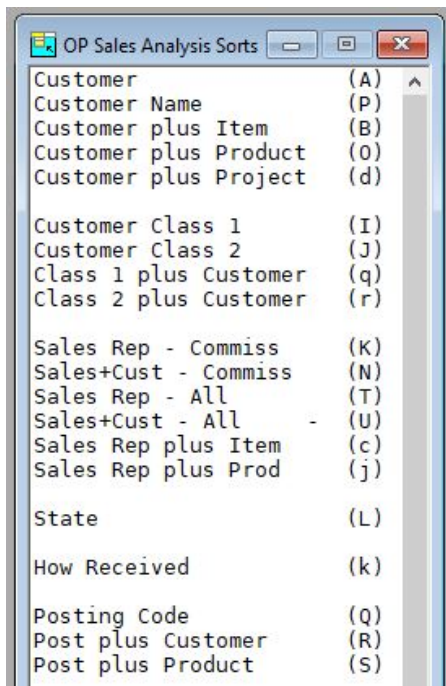 OP Sales Analysis Sorts
Customer (A)
Customer Name (P)
Customer plus Item (B)
Customer plus Product (O)
Customer plus Project (d)
Customer Class 1 (I)
Customer Class 2 (J)
Class 1 plus Customer (q)
Class 2 plus Customer (r)
Sales Rep - Commiss (K)
Sales+Cust - Commiss (N)
Sales Rep - All (T)
Sales+Cust - All - (U)
Sales Rep plus Item (c)
Sales Rep plus Prod (j)
State (L)
How Received (k)
Posting Code (Q)
Post plus Customer (R)
Post plus Product (S)